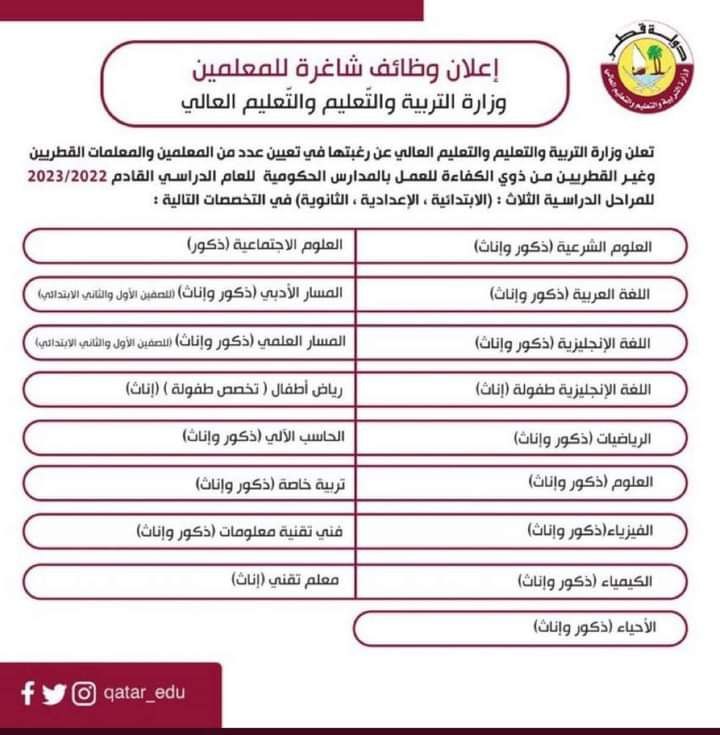 دولة قطر
وزارة التربية والتعليم والتعليم العالي
إعلان وظائف شاغرة للمعلمين
وزارة التربية والتّعليم والتّعليم العالي
تعلن وزارة التربية والتعليم والتعليم العالي عن رغبتها في تعيين عدد من المعلمين والمعلمات القطريين
وغير القطريين من ذوي الكفاءة للعمل بالمدارس الحكومية للعام الدراسي القادم 2023/2022
للمراحل الدراسية الثلاث : (الابتدائية ، الإعدادية ، الثانوية) في التخصصات التالية :
العلوم الشرعية (ذكور وإناث) العلوم الاجتماعية (ذكور)
اللغة العربية (ذكور وإناث) المسار الأدبي (ذكور وإناث) (للصفين الأول والثاني الابتدائي)
اللغة الإنجليزية (ذكور وإناث) المسار العلمي (ذكور وإناث) (للصفين الأول والثاني الابتدائي)
اللغة الإنجليزية طفولة (إناث) رياض أطفال ( تخصص طفولة ) (إناث)
الرياضيات (ذكور وإناث) الحاسب الآلي (ذكور وإناث)
العلوم (ذكور وإناث) تربية خاصة (ذكور وإناث)
الفيزياء(ذكور وإناث) فني تقنية معلومات (ذكور وإناث)
الكيمياء (ذكور وإناث) معلم تقني (إناث)
الأحياء (ذكور وإناث)
qatar_edu